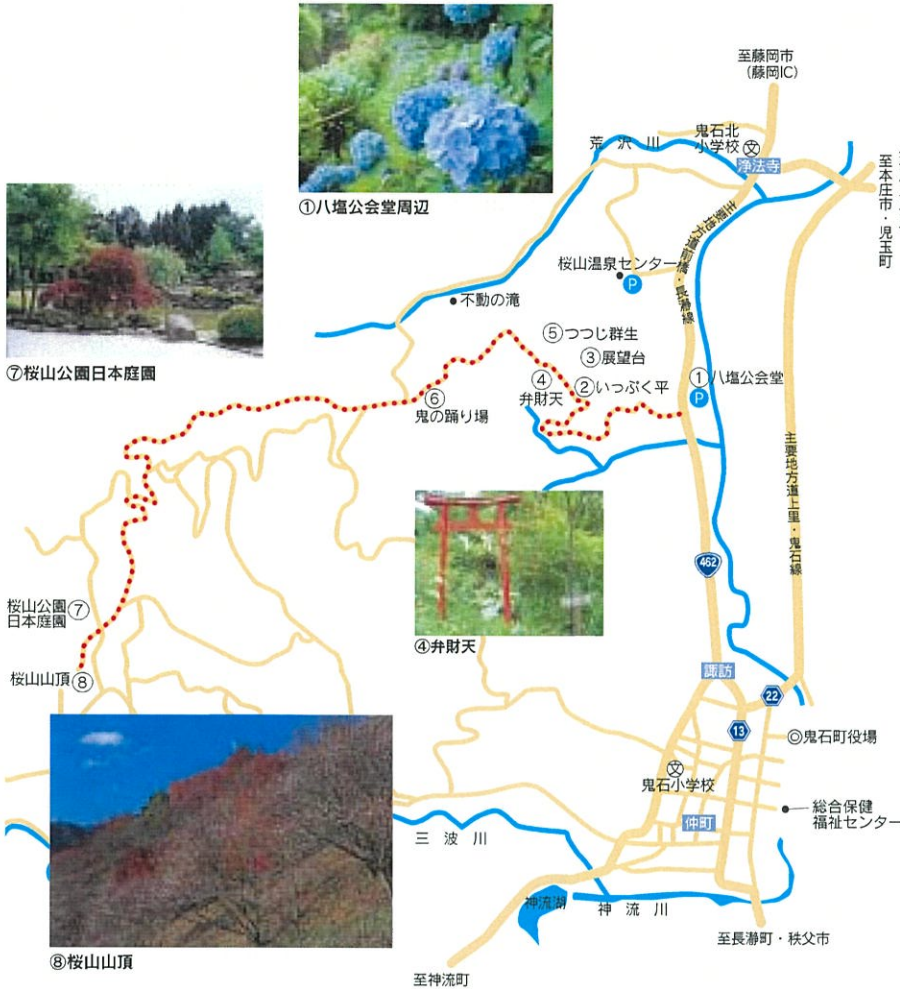 ①八塩公会堂周辺
至藤岡市
(藤岡IC)
鬼石北
小学校
文
浄法寺
荒沢川
至本庄市・児玉町
主要地方道前橋・長瀞線
桜山温泉センター
P
不動の滝
⑦桜山公園日本庭園
⑤つつじ群生
③展望台
④
弁財天
②いっぷく平
①八塩公会堂
P
⑥
鬼の踊り場
主要地方道上里・鬼石線
462
④弁財天
桜山公園
日本庭園⑦
桜山山頂⑧
諏訪
22
13
◎鬼石町役場
文
鬼石小学校
総合保健
福祉センター
仲町
三波川
神流湖
神流川
⑧桜山山頂
至長瀞町・秩父市
至神流町